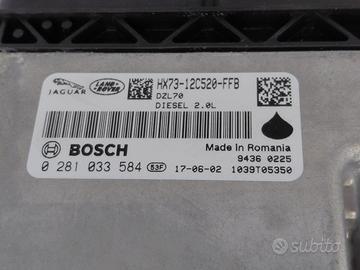 JAGUAR
LAND-ROVER
HX73-12C520-FFB
DZL70
DIESEL 2.0L
BOSCH
Made in Romania
9436 0225
0 281 033 584 53F 17-06-02 1039T05350
subito